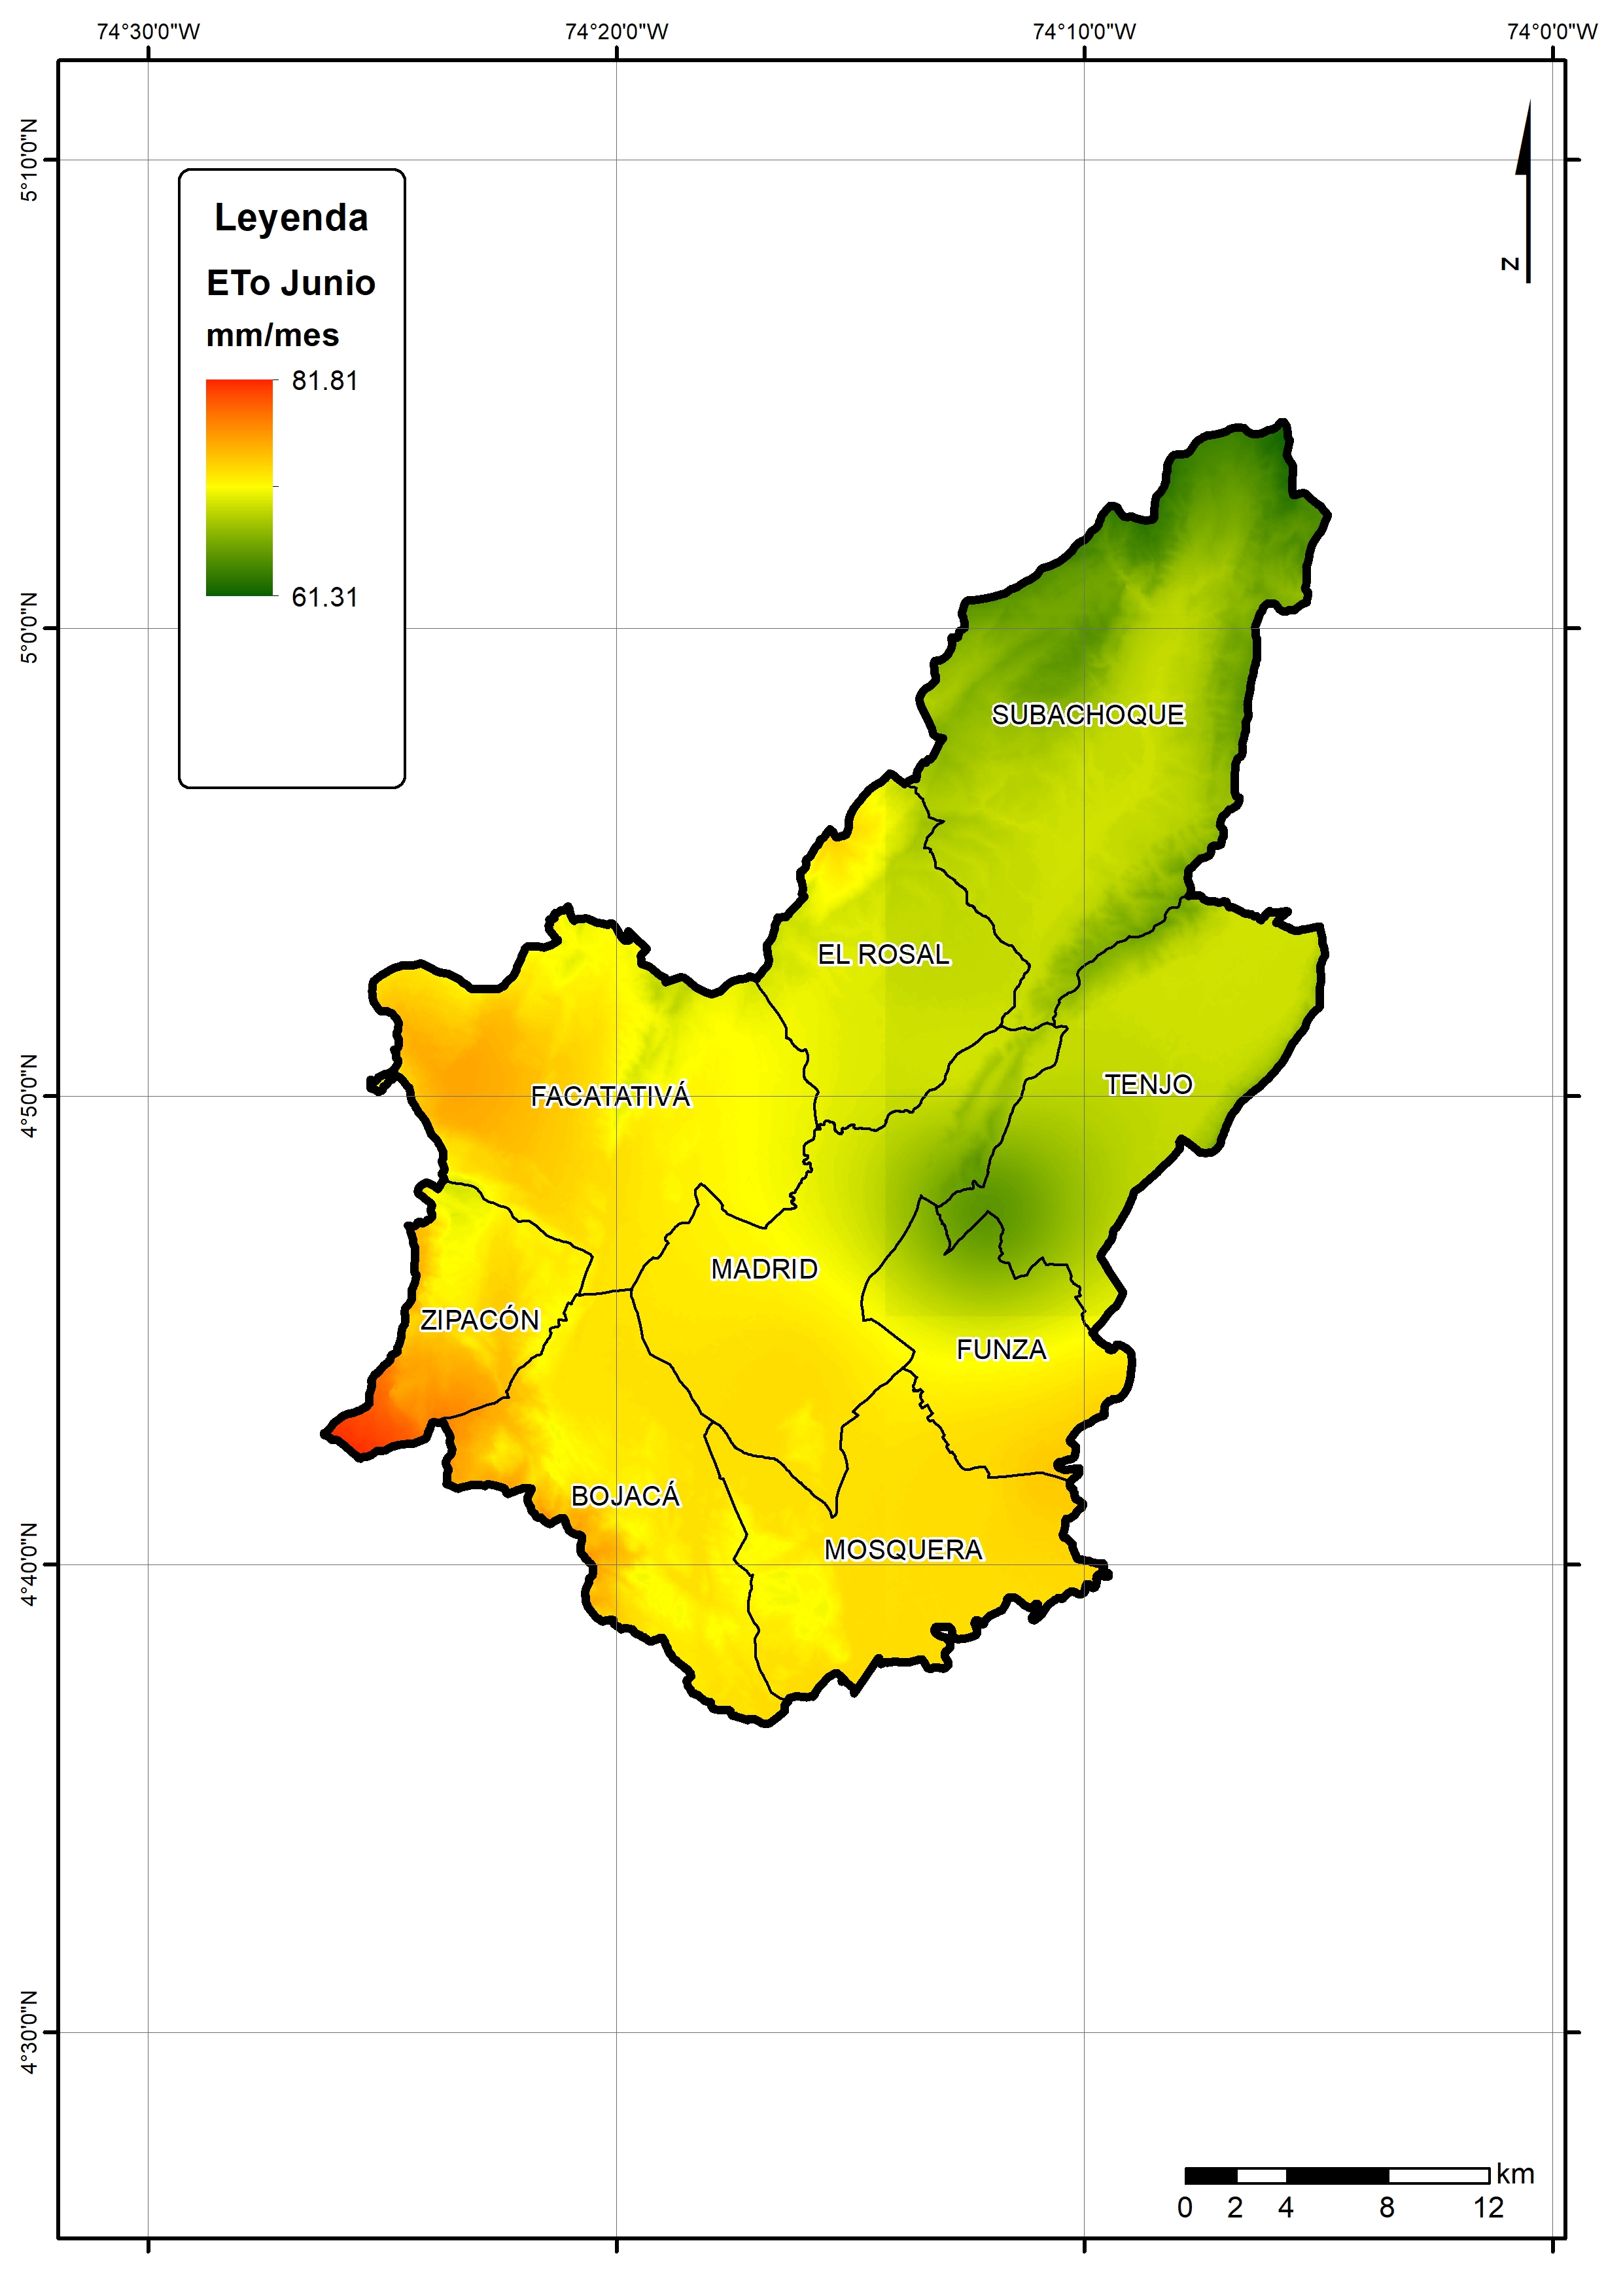 74°30'0"W
74°20'0"W
74°10'0"W
74°0'0"W
5°10'0"N
5°0'0"N
4°50'0"N
4°40'0"N
4°30'0"N
N
Leyenda
ETo Junio
mm/mes
81.81
61.31
SUBACHOQUE
EL ROSAL
TENJO
FACATATIVÁ
MADRID
ZIPACÓN
FUNZA
BOJACÁ
MOSQUERA
km
0 2 4 8 12